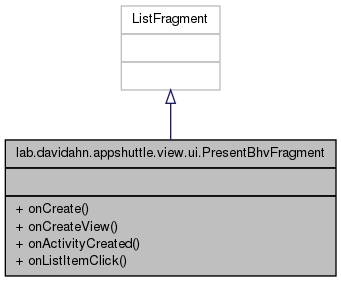 ListFragment
lab.davidahn.appshuttle.view.ui.PresentBhvFragment
+ onCreate()
+ onCreateView()
+ onActivityCreated()
+ onListItemClick()